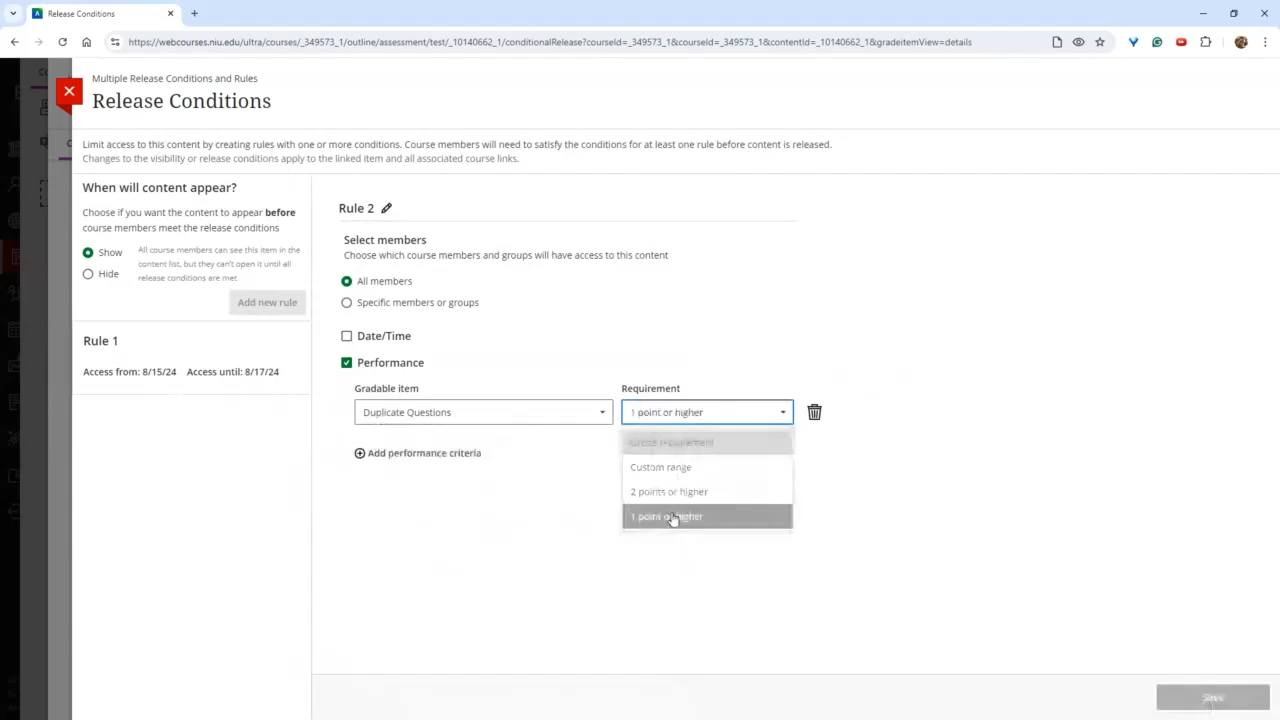 Release Conditions
https://webcourses.niu.edu/ultra/courses/_349573_1/outline/assessment/test/_10140662_1/conditionalRelease?courseId=_349573_1&courseId=_349573_1&contentId=_10140662_1&gradeitemView=details
Multiple Release Conditions and Rules
Release Conditions
Limit access to this content by creating rules with one or more conditions. Course members will need to satisfy the conditions for at least one rule before content is released.
Changes to the visibility or release conditions apply to the linked item and all associated course links.
When will content appear?
Choose if you want the content to appear before
course members meet the release conditions
Show
All course members can see this item in the
content list, but they can't open it until all
release conditions are met
Hide
Add new rule
Rule 1
Access from: 8/15/24 Access until: 8/17/24
Rule 2
Select members
Choose which course members and groups will have access to this content
All members
Specific members or groups
Date/Time
Performance
Gradable item
Requirement
Duplicate Questions
1 point or higher
Add performance criteria
Custom range
2 points or higher
1 point or higher